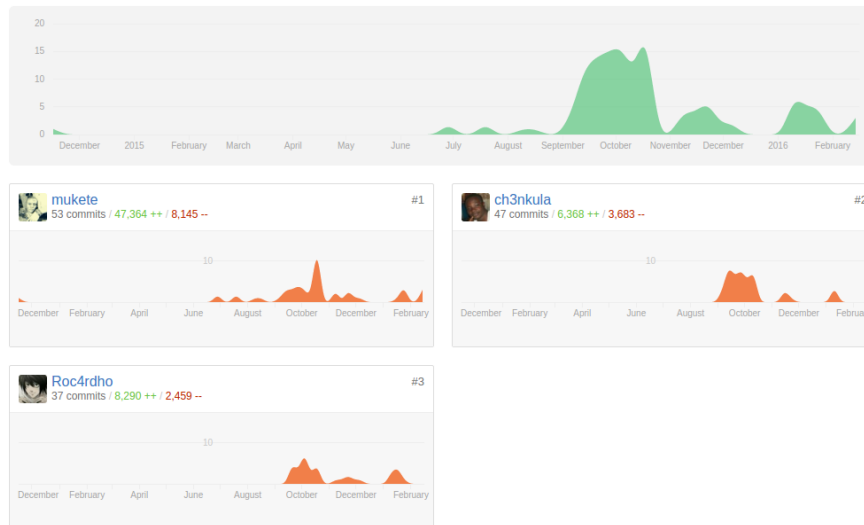 20
15
10
5
0
December 2015 February March April May June July August September October November December 2016 February
mukete #1
53 commits / 47,364 ++ / 8,145 --
10
December February April June August October December February
ch3nkula #2
47 commits / 6,368 ++ / 3,683 --
10
December February April June August October December Februa
Roc4rdho #3
37 commits / 8,290 ++ / 2,459 --
10
December February April June August October December February